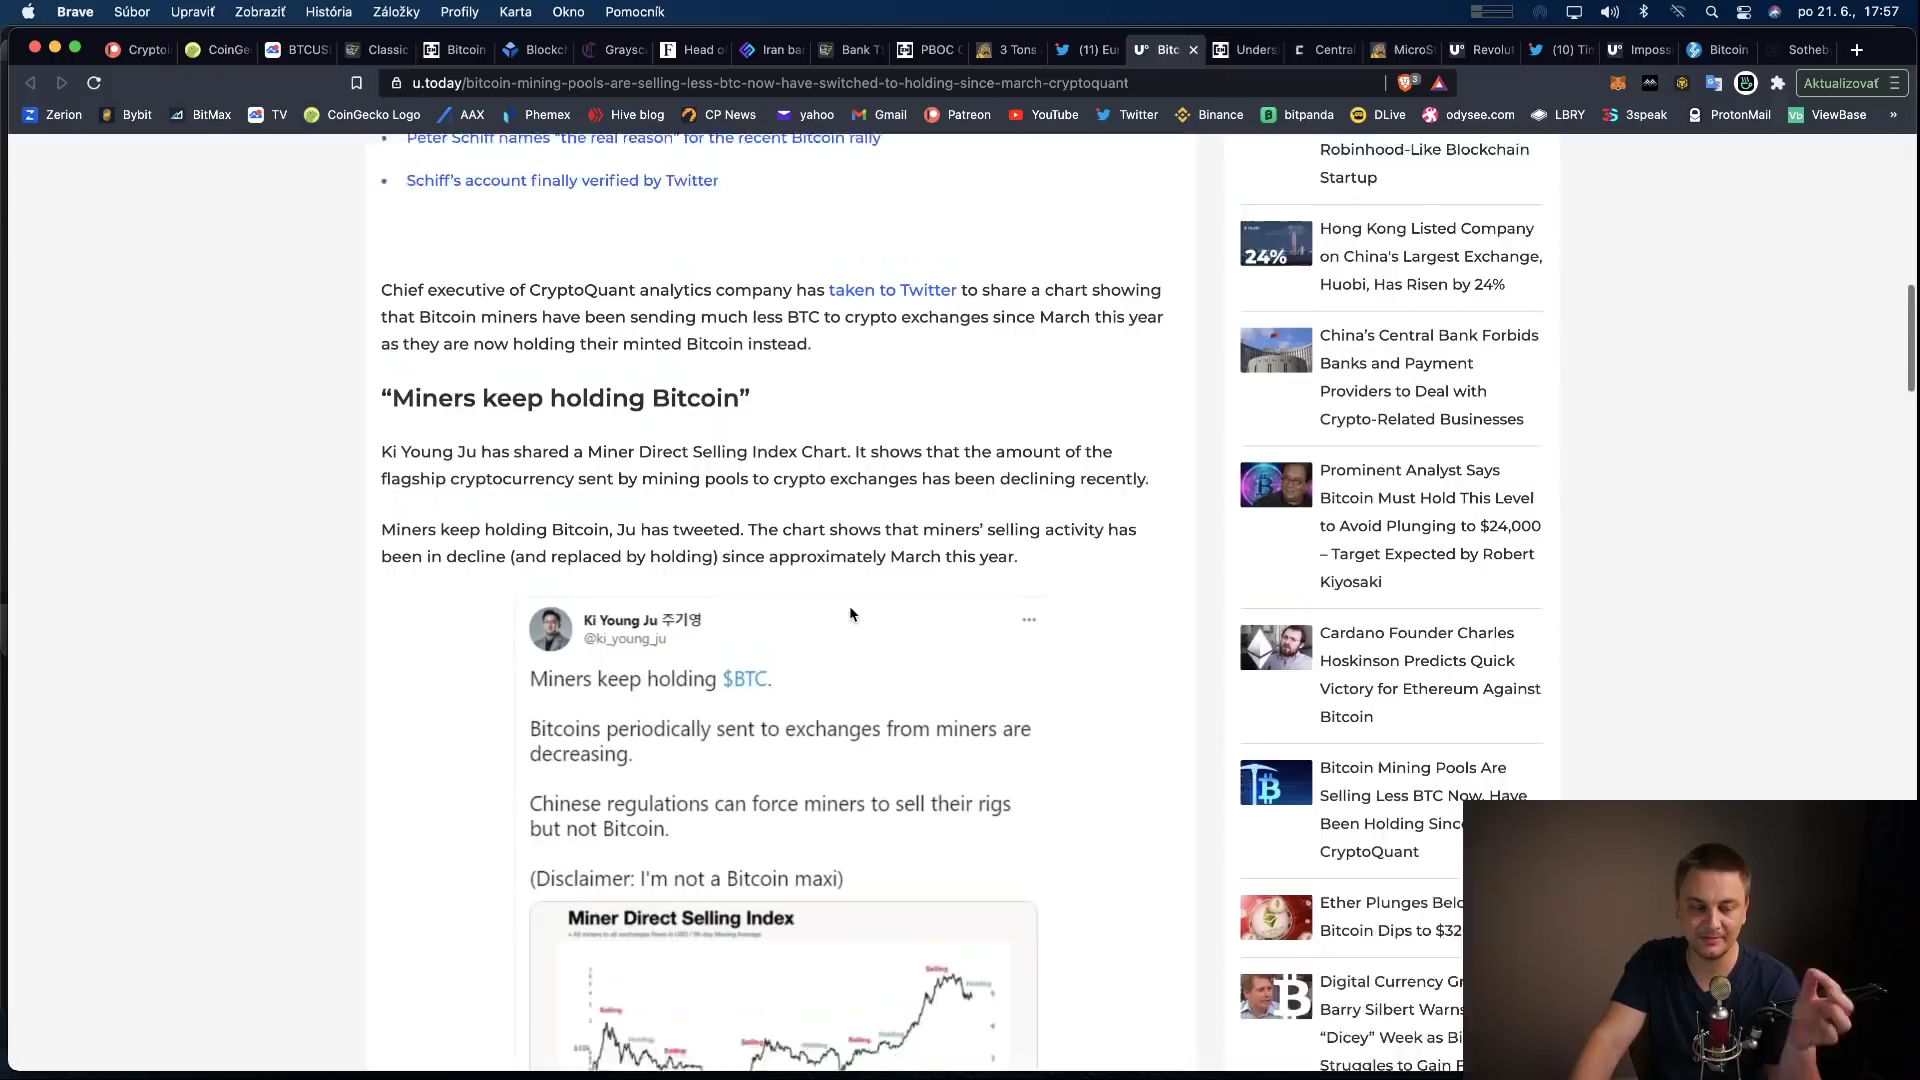 Brave Súbor Upraviť Zobraziť História Záložky Profily Karta Okno Pomocník po 21. 6., 17:57
Crypto CoinGe BTCUS Classic Bitcoin Blockch Grayscale Head o Iran ba Bank T PBOC 3 Tons (11) Eur Bitc Unders Central MicroS Revolut (10) Tim Imposs Bitcoin Sotheb
u.today/bitcoin-mining-pools-are-selling-less-btc-now-have-switched-to-holding-since-march-cryptoquant 3 Aktualizovať
Zerion Bybit BitMax TV CoinGecko Logo AAX Phemex Hive blog CP News yahoo Gmail Patreon YouTube Twitter Binance bitpanda DLive odysee.com LBRY 3speak ProtonMail ViewBase »
Peter Schiff names “the real reason” for the recent Bitcoin rally
Schiff’s account finally verified by Twitter
Chief executive of CryptoQuant analytics company has taken to Twitter to share a chart showing
that Bitcoin miners have been sending much less BTC to crypto exchanges since March this year
as they are now holding their minted Bitcoin instead.
“Miners keep holding Bitcoin”
Ki Young Ju has shared a Miner Direct Selling Index Chart. It shows that the amount of the
flagship cryptocurrency sent by mining pools to crypto exchanges has been declining recently.
Miners keep holding Bitcoin, Ju has tweeted. The chart shows that miners’ selling activity has
been in decline (and replaced by holding) since approximately March this year.
Ki Young Ju 주기영
@ki_young_ju
Miners keep holding $BTC.
Bitcoins periodically sent to exchanges from miners are
decreasing.
Chinese regulations can force miners to sell their rigs
but not Bitcoin.
(Disclaimer: I'm not a Bitcoin maxi)
Miner Direct Selling Index
Selling
Selling
Robinhood-Like Blockchain
Startup
24%
Hong Kong Listed Company
on China's Largest Exchange,
Huobi, Has Risen by 24%
China’s Central Bank Forbids
Banks and Payment
Providers to Deal with
Crypto-Related Businesses
Prominent Analyst Says
Bitcoin Must Hold This Level
to Avoid Plunging to $24,000
– Target Expected by Robert
Kiyosaki
Cardano Founder Charles
Hoskinson Predicts Quick
Victory for Ethereum Against
Bitcoin
Bitcoin Mining Pools Are
Selling Less BTC Now, Have
Been Holding Sinc
CryptoQuant
Ether Plunges Bel
Bitcoin Dips to $32
Digital Currency Gr
Barry Silbert Warns
“Dicey” Week as Bi
Struggles to Gain F